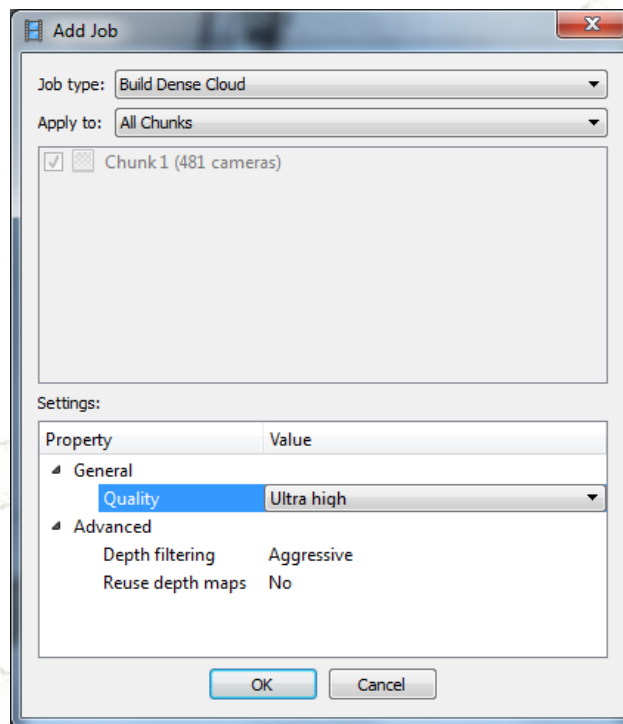 Add Job
Job type: Build Dense Cloud
Apply to: All Chunks
Chunk 1 (481 cameras)
Settings:
Property Value
General
Quality Ultra high
Advanced
Depth filtering Aggressive
Reuse depth maps No
OK Cancel